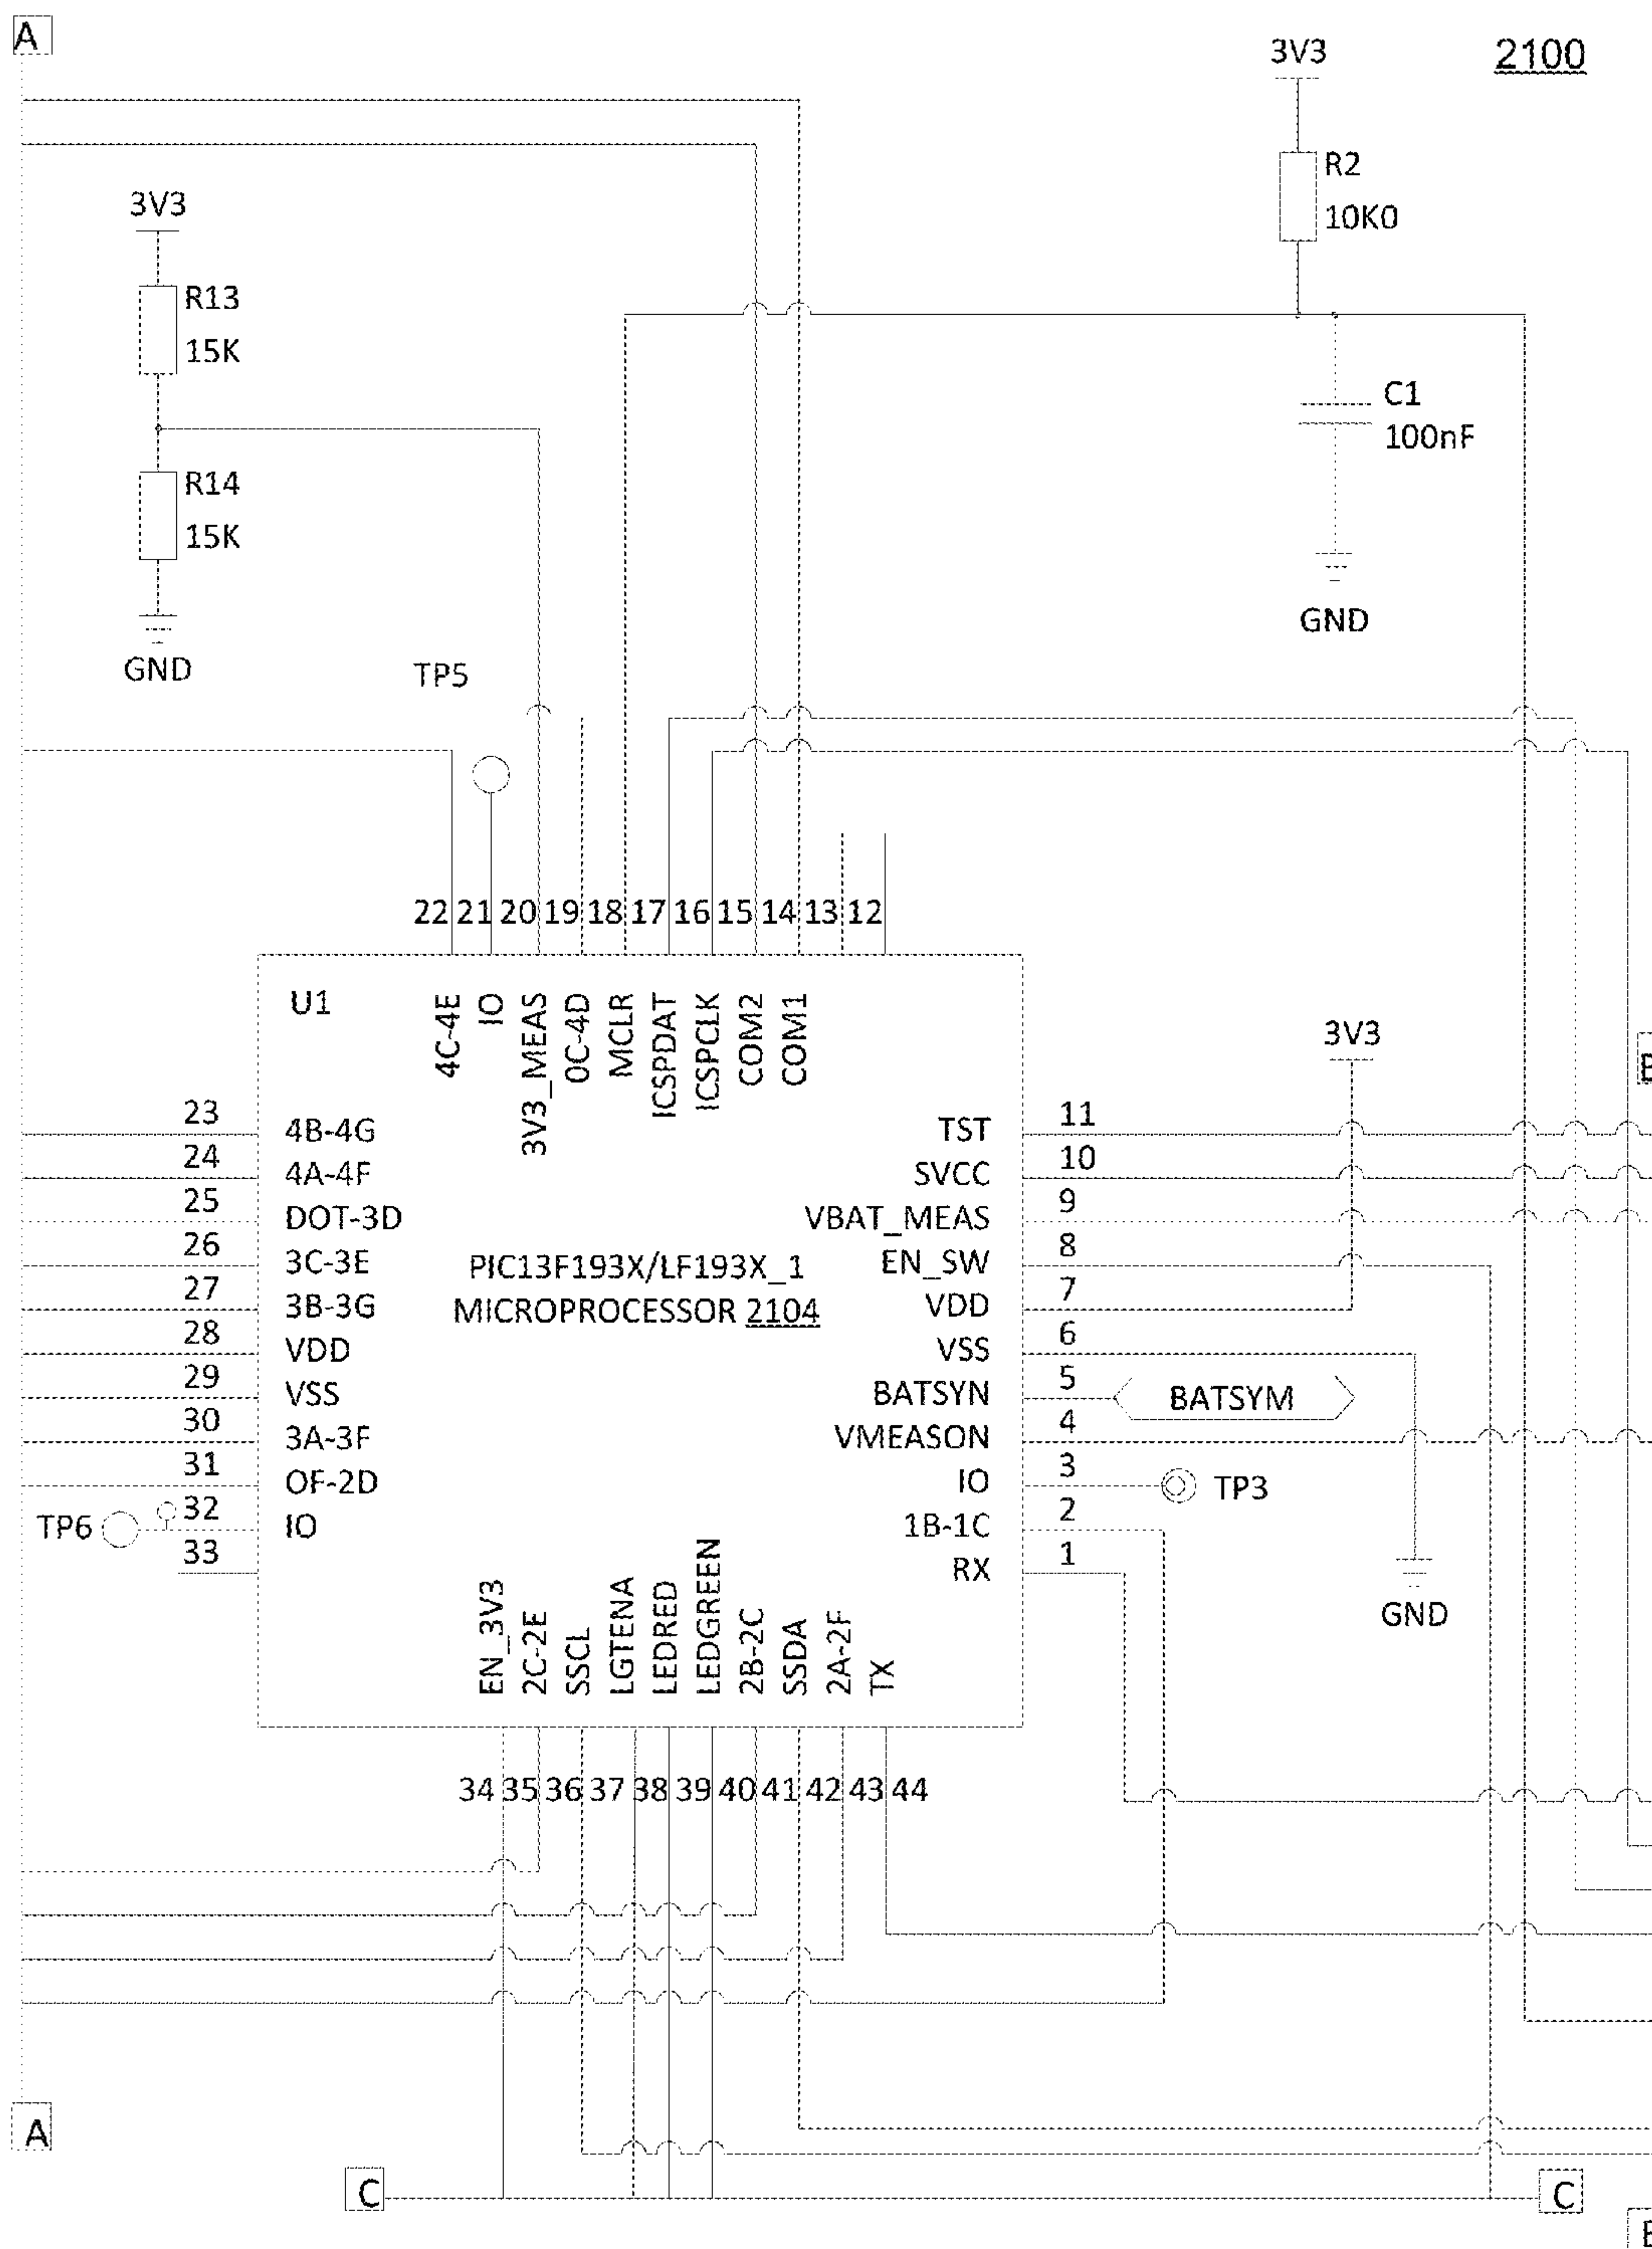 A
2100
3V3
R2
10K0
3V3
R13
15K
C1
100nF
R14
15K
GND
GND
TP5
22 21 20 19 18 17 16 15 14 13 12
U1
4C-4E
IO
3V3_MEAS
0C-4D
MCLR
ICSPDAT
ICSPCLK
COM2
COM1
3V3
B
23 4B-4G
24 4A-4F
25 DOT-3D
26 3C-3E
27 3B-3G
28 VDD
29 VSS
30 3A-3F
31 OF-2D
TP6 32 IO
33
PIC13F193X/LF193X_1
MICROPROCESSOR 2104
TST 11
SVCC 10
VBAT_MEAS 9
EN_SW 8
VDD 7
VSS 6
BATSYN 5 BATSYM
VMEASON 4
IO 3 TP3
1B-1C 2
RX 1
GND
EN_3V3
2C-2E
SSCL
LGTENA
LEDRED
LEDGREEN
2B-2C
SSDA
2A-2F
TX
34 35 36 37 38 39 40 41 42 43 44
A
C
C